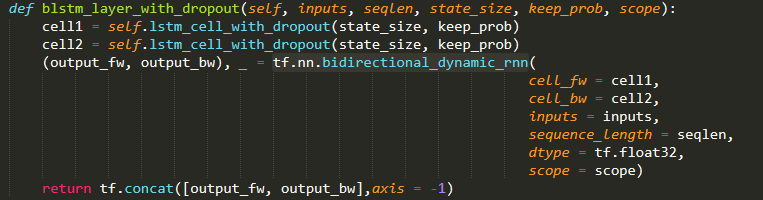 def blstm_layer_with_dropout(self, inputs, seqlen, state_size, keep_prob, scope):
    cell1 = self.lstm_cell_with_dropout(state_size, keep_prob)
    cell2 = self.lstm_cell_with_dropout(state_size, keep_prob)
    (output_fw, output_bw), _ = tf.nn.bidirectional_dynamic_rnn(
                                                               cell_fw = cell1,
                                                               cell_bw = cell2,
                                                               inputs = inputs,
                                                               sequence_length = seqlen,
                                                               dtype = tf.float32,
                                                               scope = scope)
    return tf.concat([output_fw, output_bw],axis = -1)